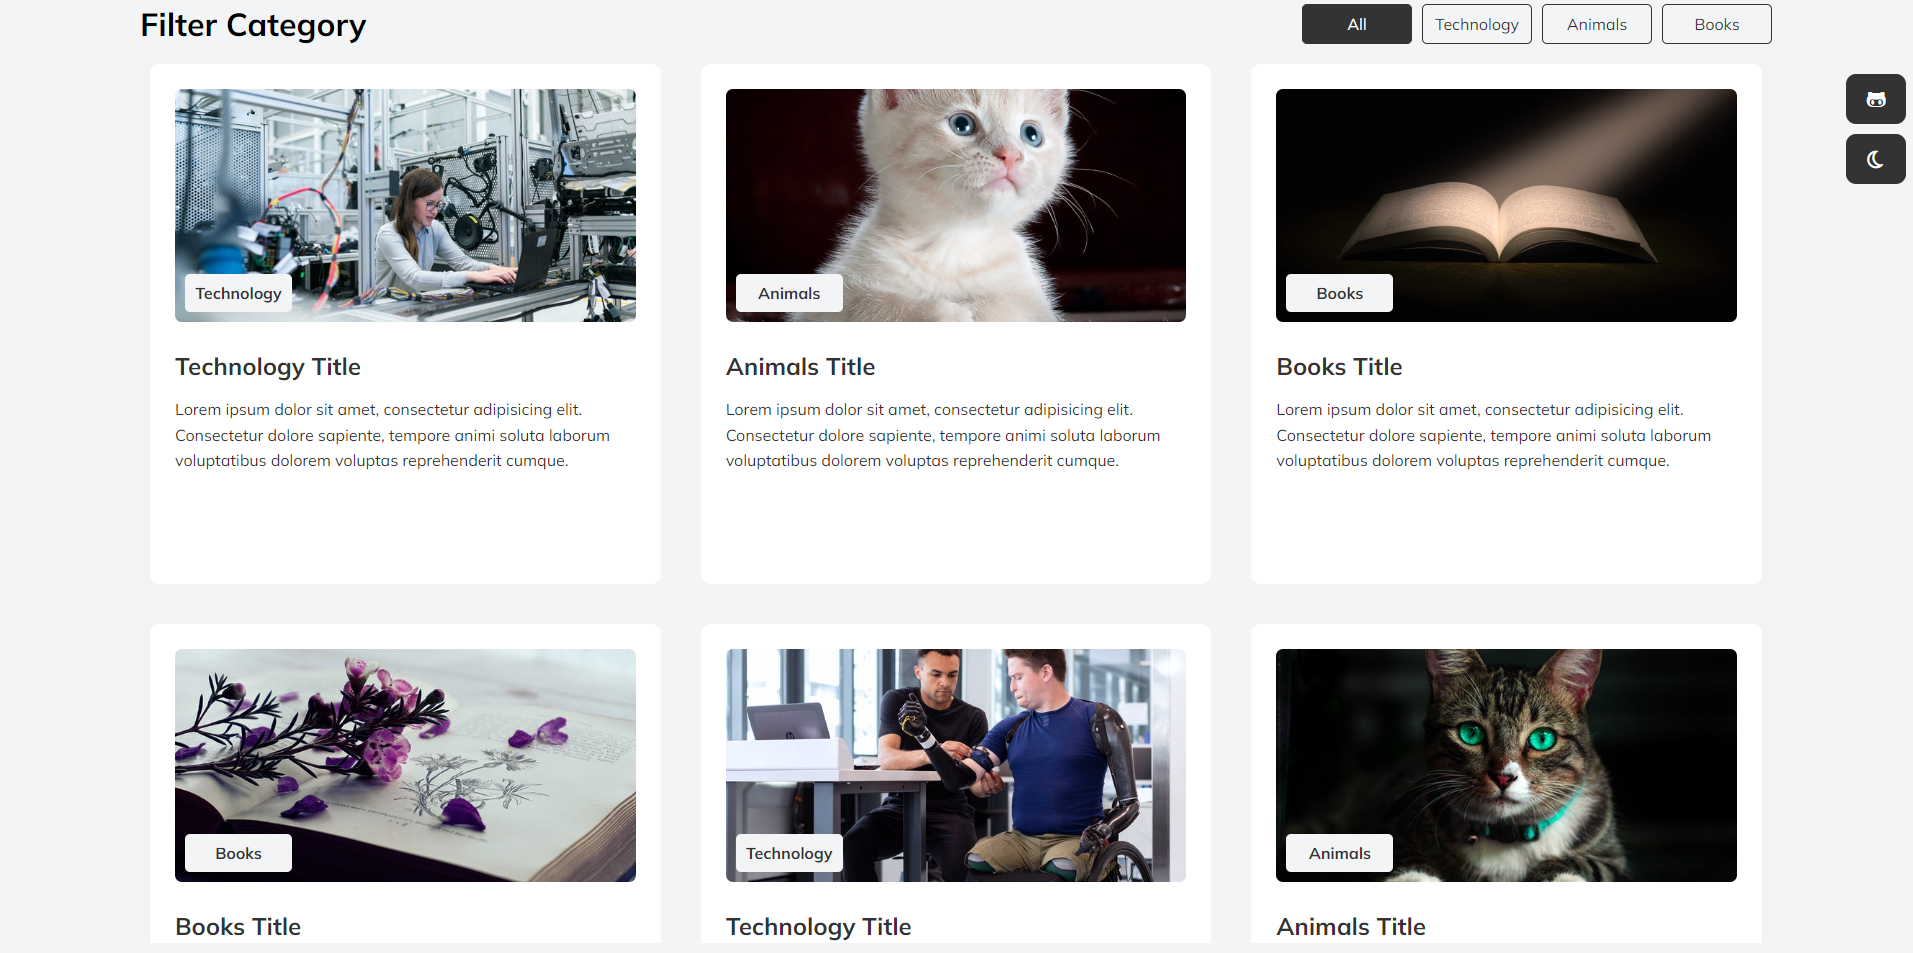 Filter Category
All
Technology
Animals
Books
Technology
Animals
Books
Technology Title
Lorem ipsum dolor sit amet, consectetur adipisicing elit.
Consectetur dolore sapiente, tempore animi soluta laborum
voluptatibus dolorem voluptas reprehenderit cumque.
Animals Title
Lorem ipsum dolor sit amet, consectetur adipisicing elit.
Consectetur dolore sapiente, tempore animi soluta laborum
voluptatibus dolorem voluptas reprehenderit cumque.
Books Title
Lorem ipsum dolor sit amet, consectetur adipisicing elit.
Consectetur dolore sapiente, tempore animi soluta laborum
voluptatibus dolorem voluptas reprehenderit cumque.
Books
Technology
Animals
Books Title
Technology Title
Animals Title